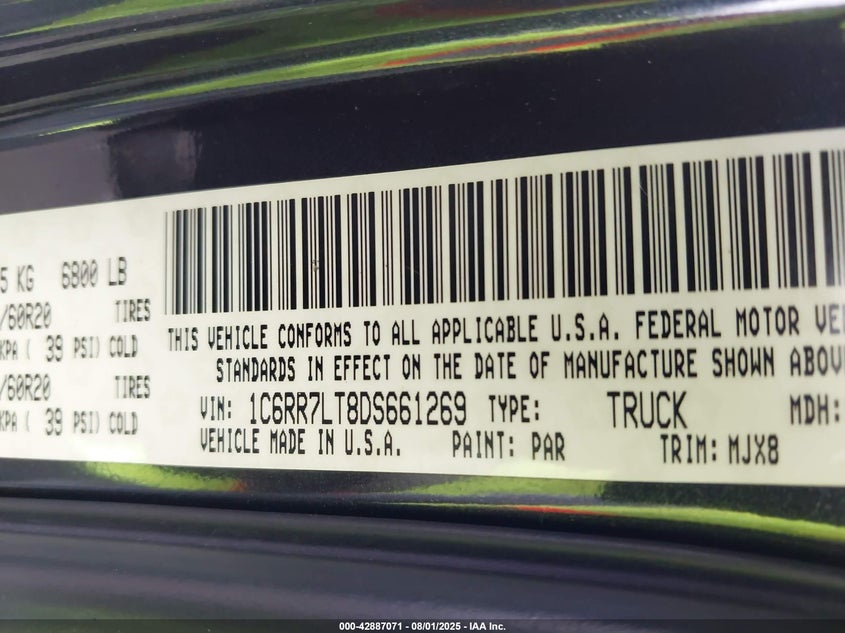 5 KG 6800 LB
/60R20 TIRES
KPA ( 39 PSI) COLD
/60R20 TIRES
KPA ( 39 PSI) COLD
THIS VEHICLE CONFORMS TO ALL APPLICABLE U.S.A. FEDERAL MOTOR VE
STANDARDS IN EFFECT ON THE DATE OF MANUFACTURE SHOWN ABOV
VIN: 1C6RR7LT8DS661269 TYPE: TRUCK MDH:
VEHICLE MADE IN U.S.A. PAINT: PAR TRIM: MJX8
000-42887071 - 08/01/2025 - IAA Inc.